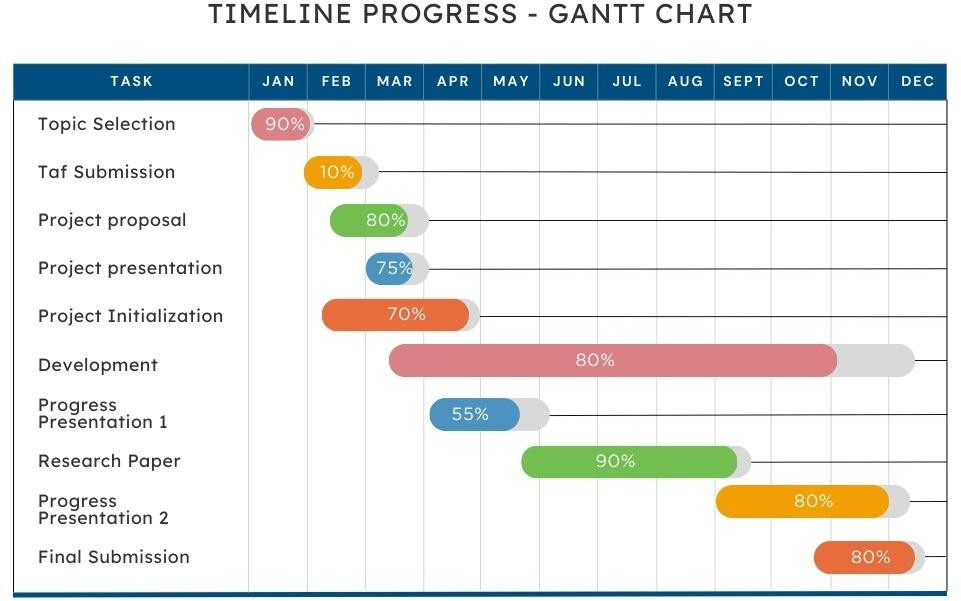 TIMELINE PROGRESS - GANTT CHART
TASK JAN FEB MAR APR MAY JUN JUL AUG SEPT OCT NOV DEC
Topic Selection 90%
Taf Submission 10%
Project proposal 80%
Project presentation 75%
Project Initialization 70%
Development 80%
Progress
Presentation 1 55%
Research Paper 90%
Progress
Presentation 2 80%
Final Submission 80%